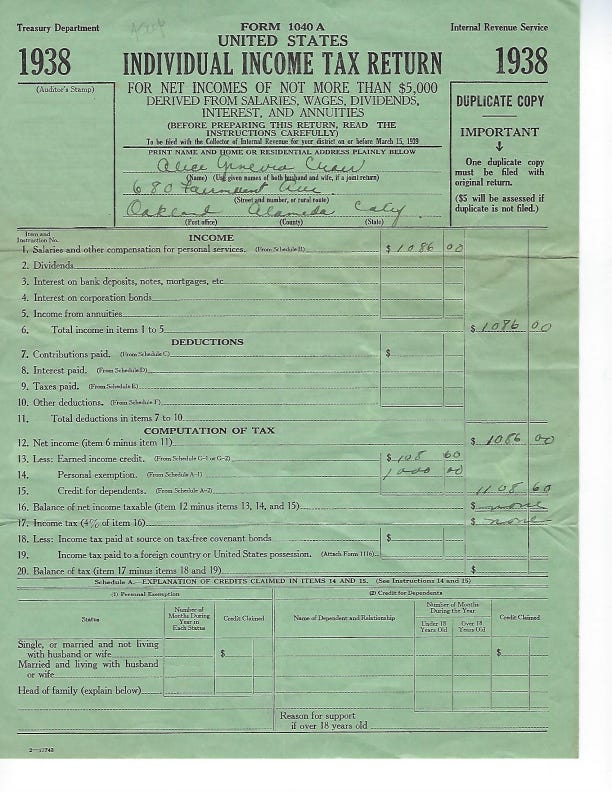 Treasury Department
FORM 1040 A
Internal Revenue Service
1938
UNITED STATES
INDIVIDUAL INCOME TAX RETURN
1938
(Auditor's Stamp)
FOR NET INCOMES OF NOT MORE THAN $5,000
DERIVED FROM SALARIES, WAGES, DIVIDENDS,
INTEREST, AND ANNUITIES
(BEFORE PREPARING THIS RETURN, READ THE
INSTRUCTIONS CAREFULLY)
To be filed with the Collector of Internal Revenue for your district on or before March 15, 1939
PRINT NAME AND HOME OR RESIDENTIAL ADDRESS PLAINLY BELOW
DUPLICATE COPY
IMPORTANT
↓
One duplicate copy
must be filed with
original return.
($5 will be assessed if
duplicate is not filed.)
Alice
(Name) (Use given names of both husband and wife, if a joint return)
680 Fairmount Ave
(Street and number, or rural route)
Oakland Alameda
(Post office) (County) (State)
Item and
Instruction No.
INCOME
1. Salaries and other compensation for personal services. (From Schedule B) $ 1086 00
2. Dividends
3. Interest on bank deposits, notes, mortgages, etc
4. Interest on corporation bonds
5. Income from annuities
6. Total income in items 1 to 5 $ 1086 00
DEDUCTIONS
7. Contributions paid. (From Schedule C) $
8. Interest paid. (From Schedule D)
9. Taxes paid. (From Schedule E)
10. Other deductions. (From Schedule F)
11. Total deductions in items 7 to 10
COMPUTATION OF TAX
12. Net income (item 6 minus item 11) $ 1086 00
13. Less: Earned income credit. (From Schedule G-1 or G-2) $ 108 60
14. Personal exemption. (From Schedule A-1) 1000 00
15. Credit for dependents. (From Schedule A-2) 1108 60
16. Balance of net income taxable (item 12 minus items 13, 14, and 15) $ none
17. Income tax (4% of item 16) $ none
18. Less: Income tax paid at source on tax-free covenant bonds $
19. Income tax paid to a foreign country or United States possession. (Attach Form 1116)
20. Balance of tax (item 17 minus items 18 and 19) $
Schedule A.—EXPLANATION OF CREDITS CLAIMED IN ITEMS 14 AND 15. (See Instructions 14 and 15)
(1) Personal Exemption
(2) Credit for Dependents
Status
Number of
Months During
Year in
Each Status
Credit Claimed
Name of Dependent and Relationship
Number of Months
During the Year
Under 18
Years Old
Over 18
Years Old
Credit Claimed
Single, or married and not living
with husband or wife $ $
Married and living with husband
or wife
Head of family (explain below)
Reason for support
if over 18 years old
2—11743